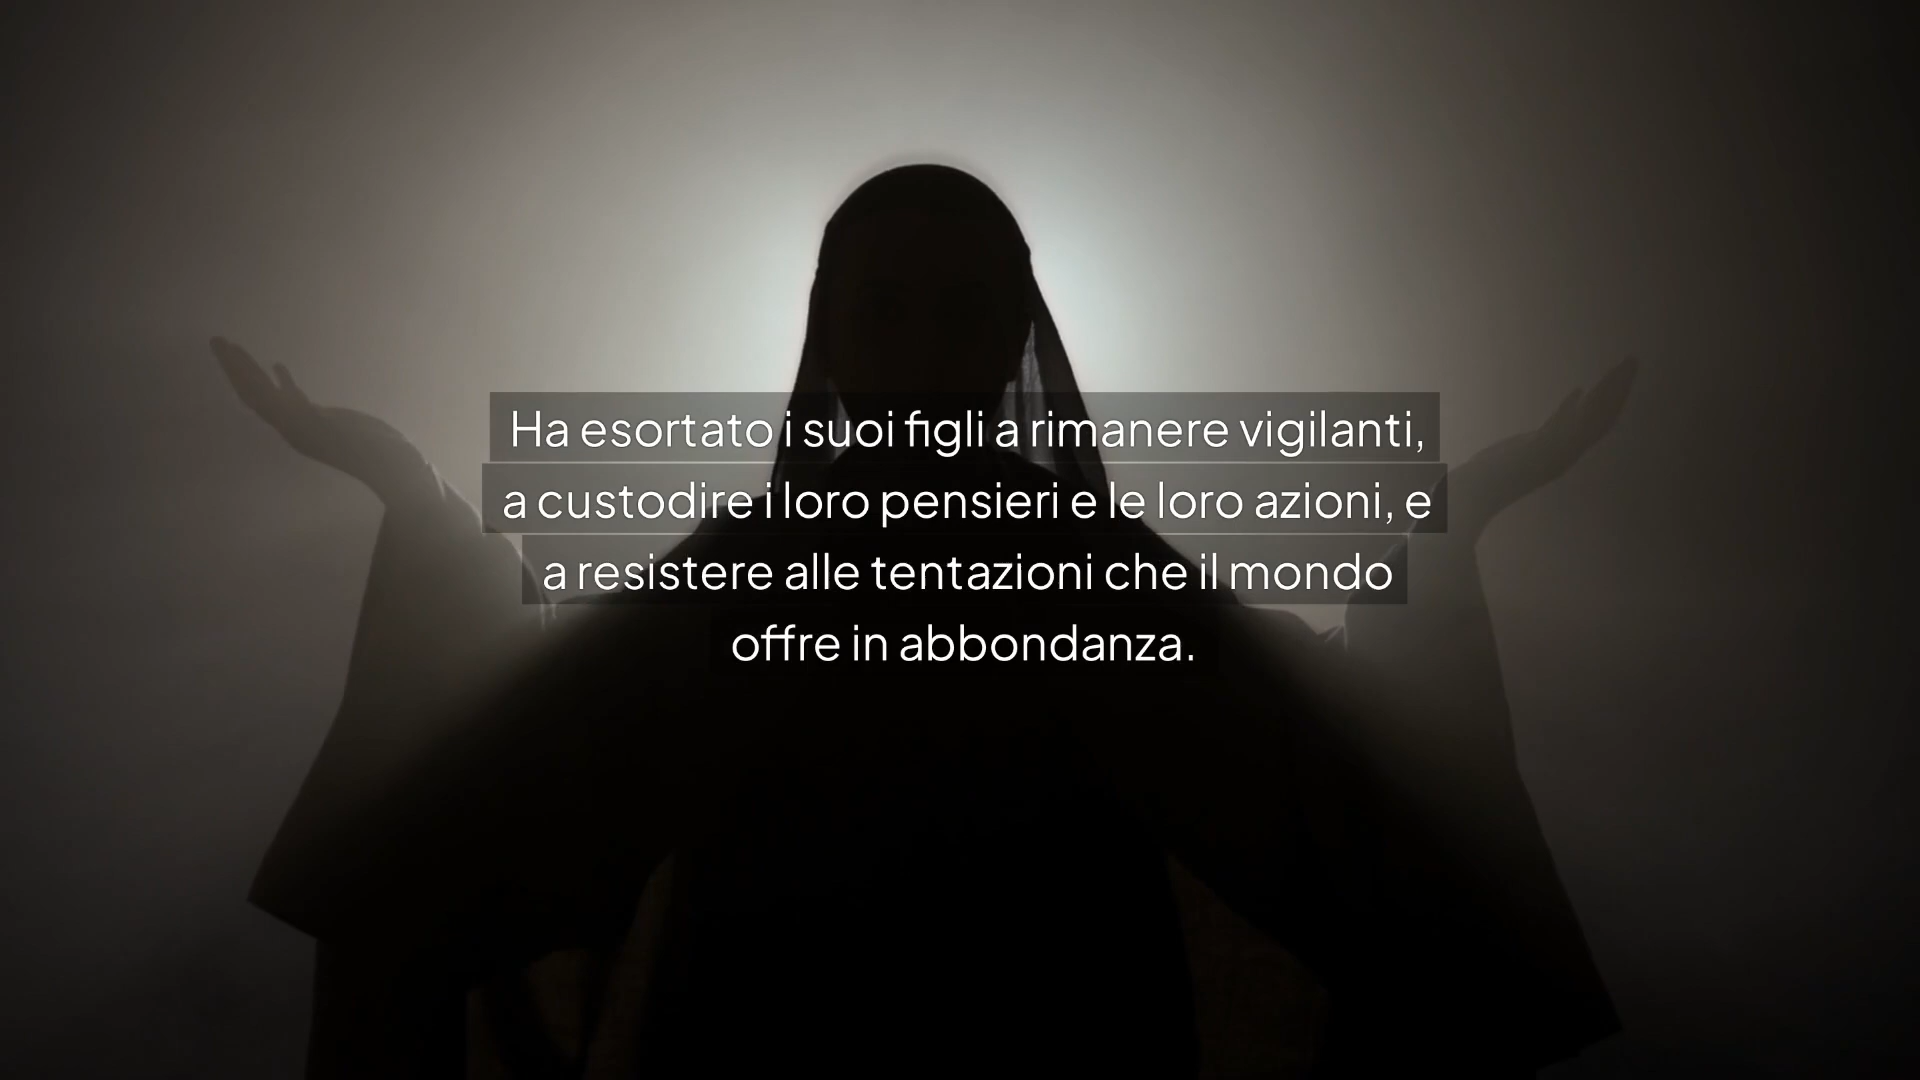 Ha esortato i suoi figli a rimanere vigilanti,
a custodire i loro pensieri e le loro azioni, e
a resistere alle tentazioni che il mondo
offre in abbondanza.